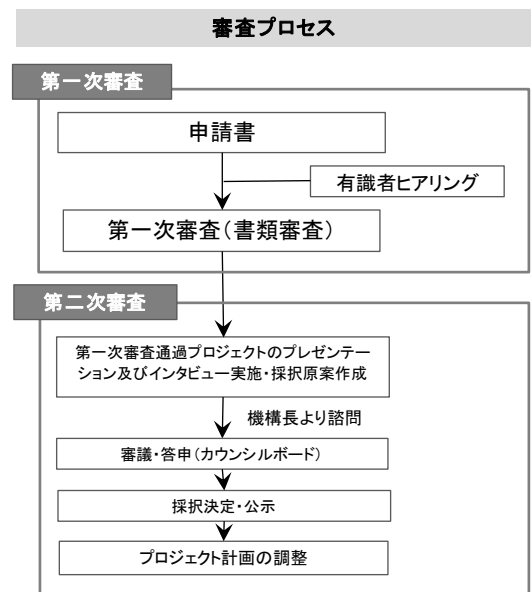 審査プロセス
第一次審査
申請書
有識者ヒアリング
第一次審査(書類審査)
第二次審査
第一次審査通過プロジェクトのプレゼンテー
ション及びインタビュー実施・採択原案作成
機構長より諮問
審議・答申(カウンシルボード)
採択決定・公示
プロジェクト計画の調整